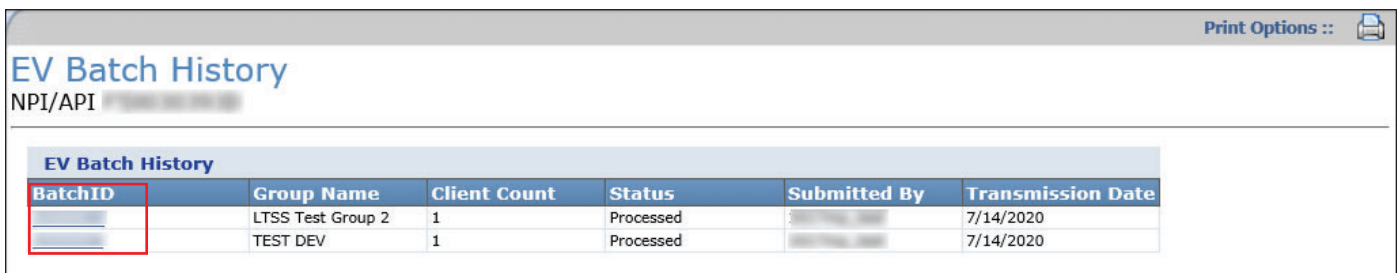 Print Options ::
EV Batch History
NPI/API
EV Batch History
BatchID Group Name Client Count Status Submitted By Transmission Date
LTSS Test Group 2 1 Processed 7/14/2020
TEST DEV 1 Processed 7/14/2020